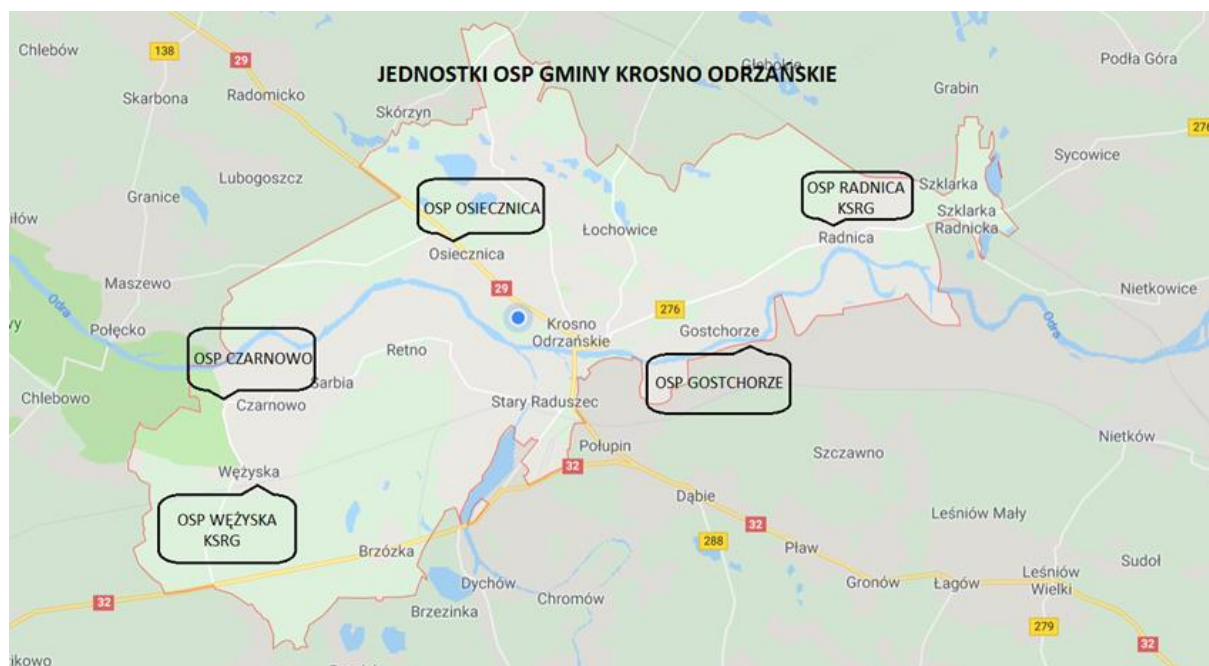 JEDNOSTKI OSP GMINY KROSNO ODRZAŃSKIE
Chlebów
138
29
Skarbona
Radomicko
Skórzyn
Podła Góra
Grabin
276
Sycowice
Lubogoszcz
Granice
OSP OSIECZNICA
OSP RADNICA
KSRG
Szklarka
Szklarka
Radnicka
Łochowice
Radnica
Osiecznica
Maszewo
29
276
Nietkowice
Odra
Połęcko
Krosno
Odrzańskie
Gostchorze
Odra
OSP CZARNOWO
Retno
OSP GOSTCHORZE
Chlebowo
Czarnowo
Stary Raduszec
Połupin
Szczawno
Nietków
Wężyska
32
Dąbie
Leśniów Mały
OSP WĘŻYSKA
KSRG
32
288
Pław
Brzózka
Sudoł
Gronów
Łagów
Leśniów
Wielki
Dychów
Chromów
Brzezinka
32
279
32